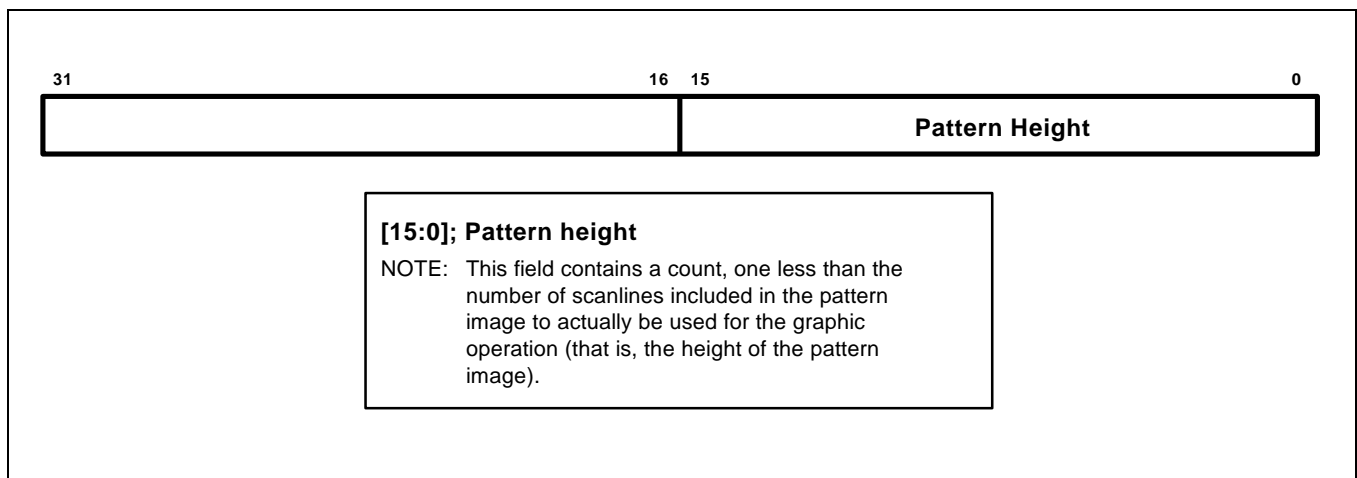 31 16 15 0
Pattern Height
[15:0]; Pattern height
NOTE: This field contains a count, one less than the
number of scanlines included in the pattern
image to actually be used for the graphic
operation (that is, the height of the pattern
image).